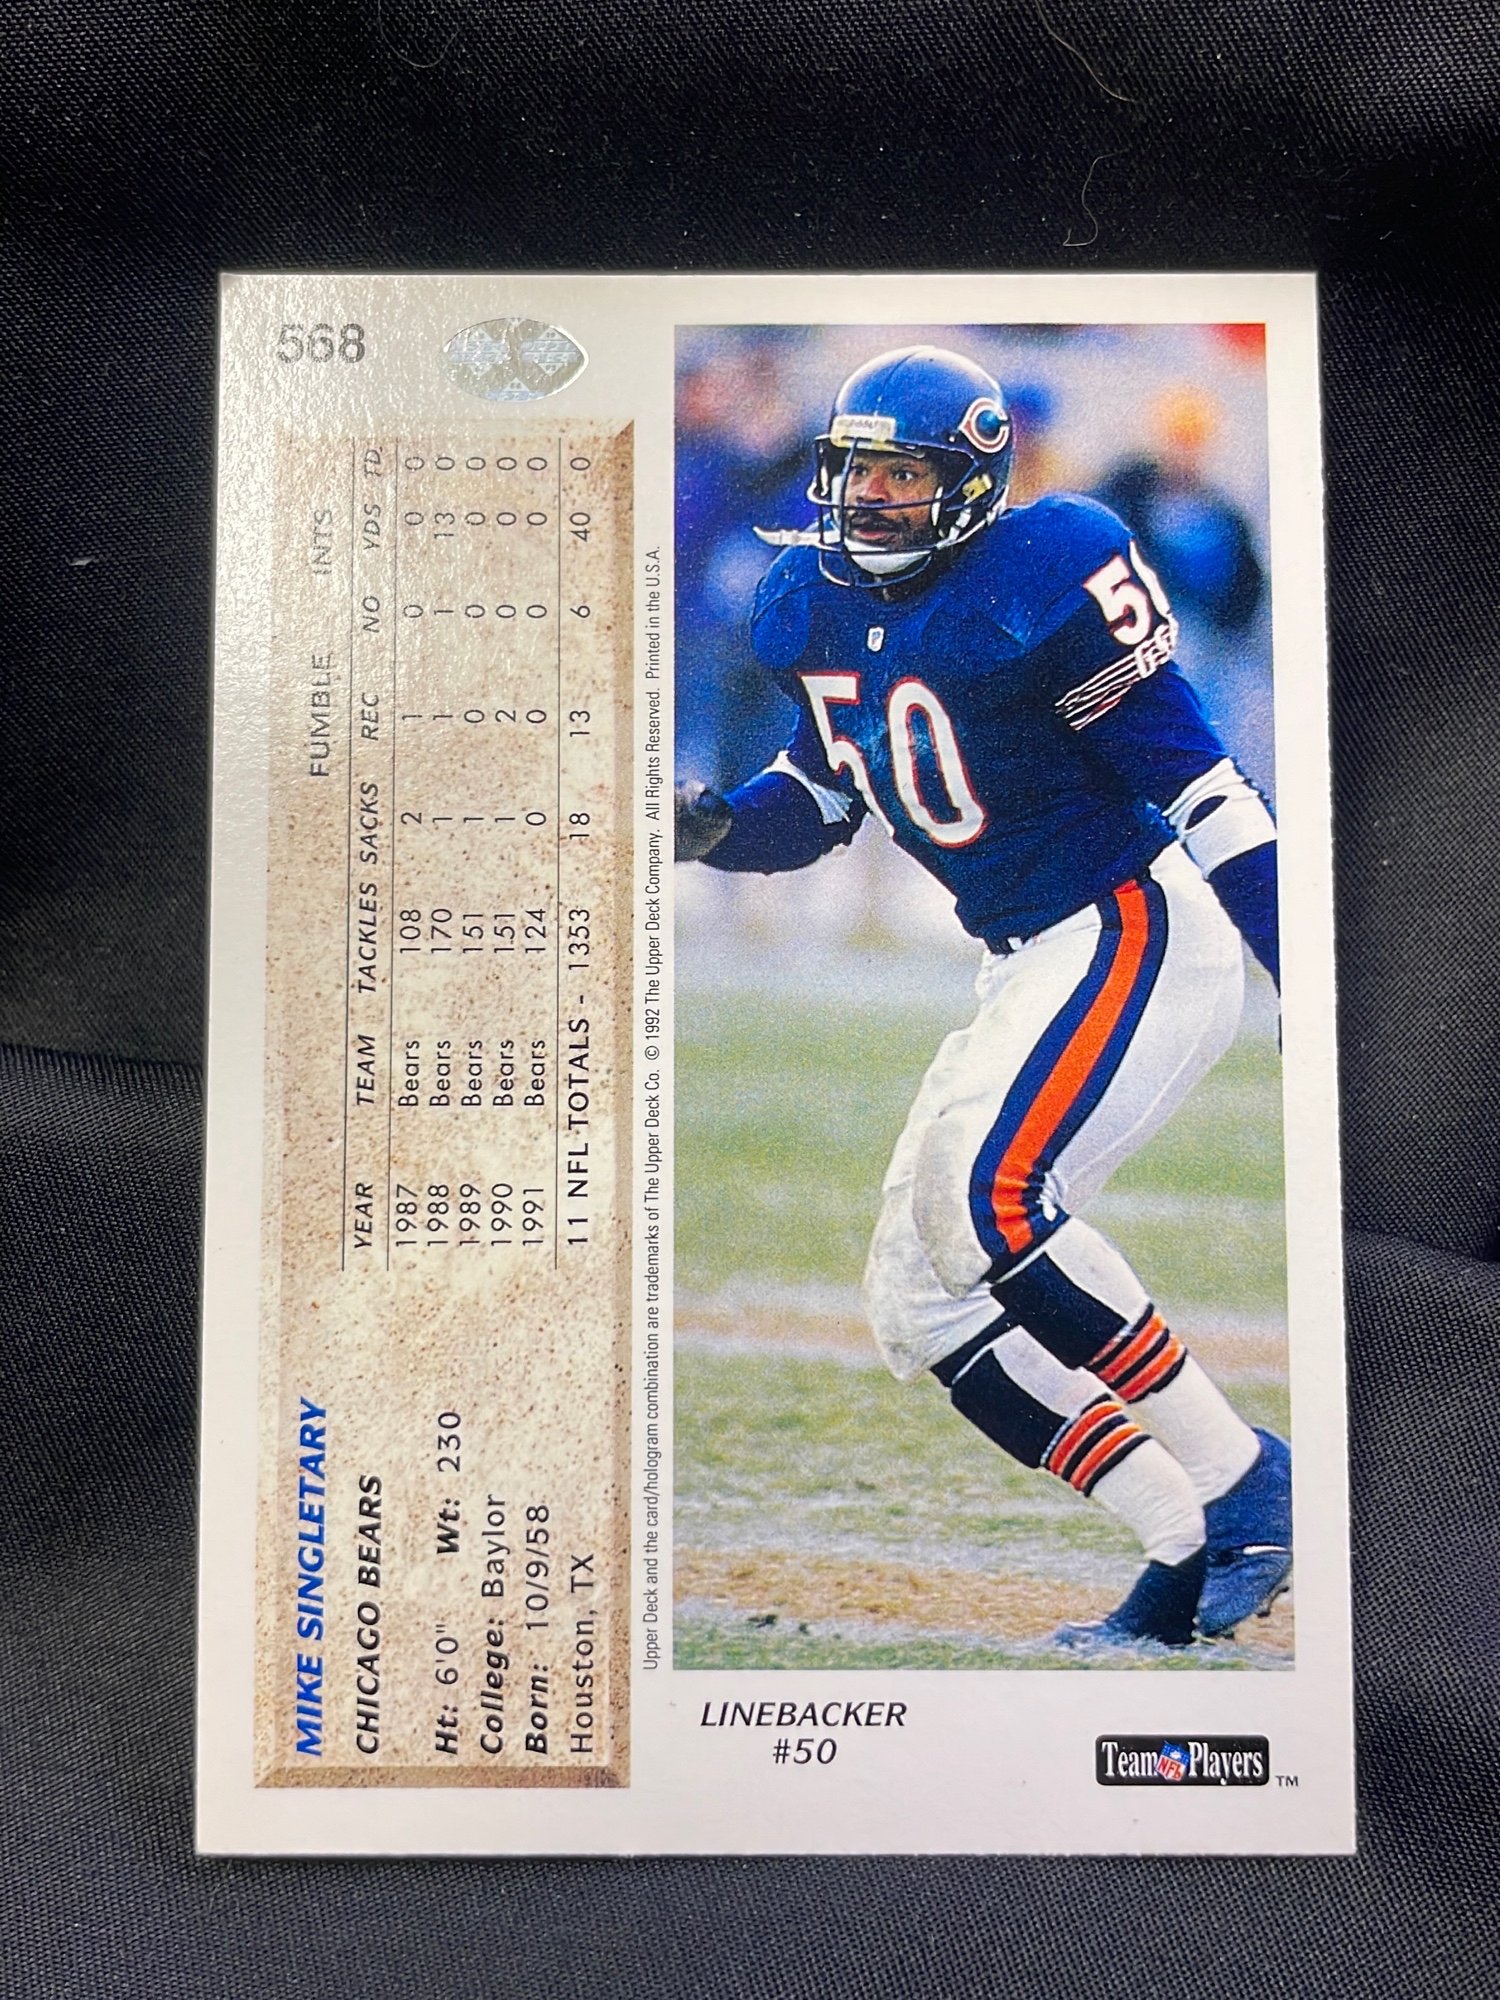 568
MIKE SINGLETARY
CHICAGO BEARS
Ht: 6'0" Wt: 230
College: Baylor
Born: 10/9/58
Houston, TX
FUMBLE INTS
YEAR TEAM TACKLES SACKS REC NO YDS TD
1987 Bears 108 2 1 0 0 0
1988 Bears 170 1 1 1 13 0
1989 Bears 151 1 0 0 0 0
1990 Bears 151 1 2 0 0 0
1991 Bears 124 0 0 0 0 0
11 NFL TOTALS - 1353 18 13 6 40 0
Upper Deck and the card/hologram combination are trademarks of The Upper Deck Co. © 1992 The Upper Deck Company. All Rights Reserved. Printed in the U.S.A.
C
50
50
GSH
LINEBACKER
#50
Team NFL Players TM